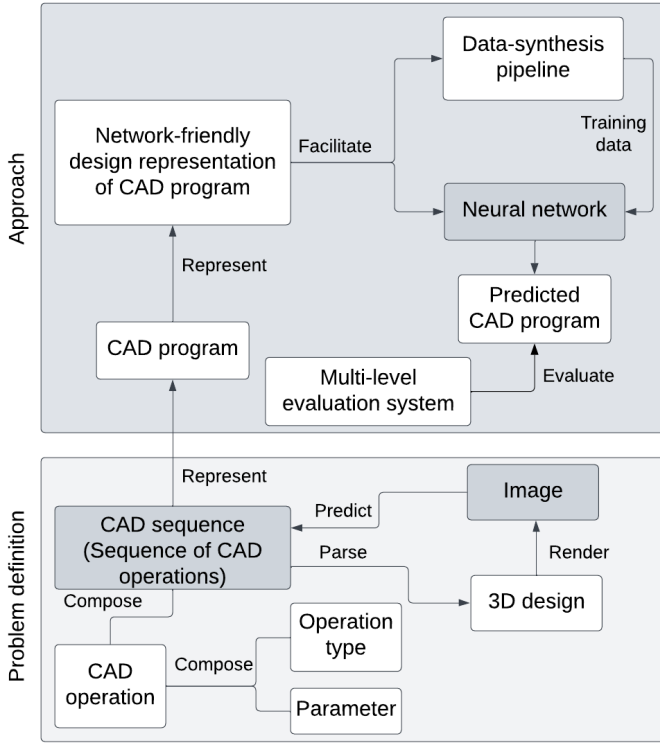 Approach
Data-synthesis
pipeline
Network-friendly
design representation
of CAD program
Facilitate
Training
data
Neural network
Represent
Predicted
CAD program
CAD program
Multi-level
evaluation system
Evaluate
Problem definition
Represent
Image
CAD sequence
(Sequence of CAD
operations)
Predict
Parse
Render
3D design
Compose
Operation
type
CAD
operation
Compose
Parameter